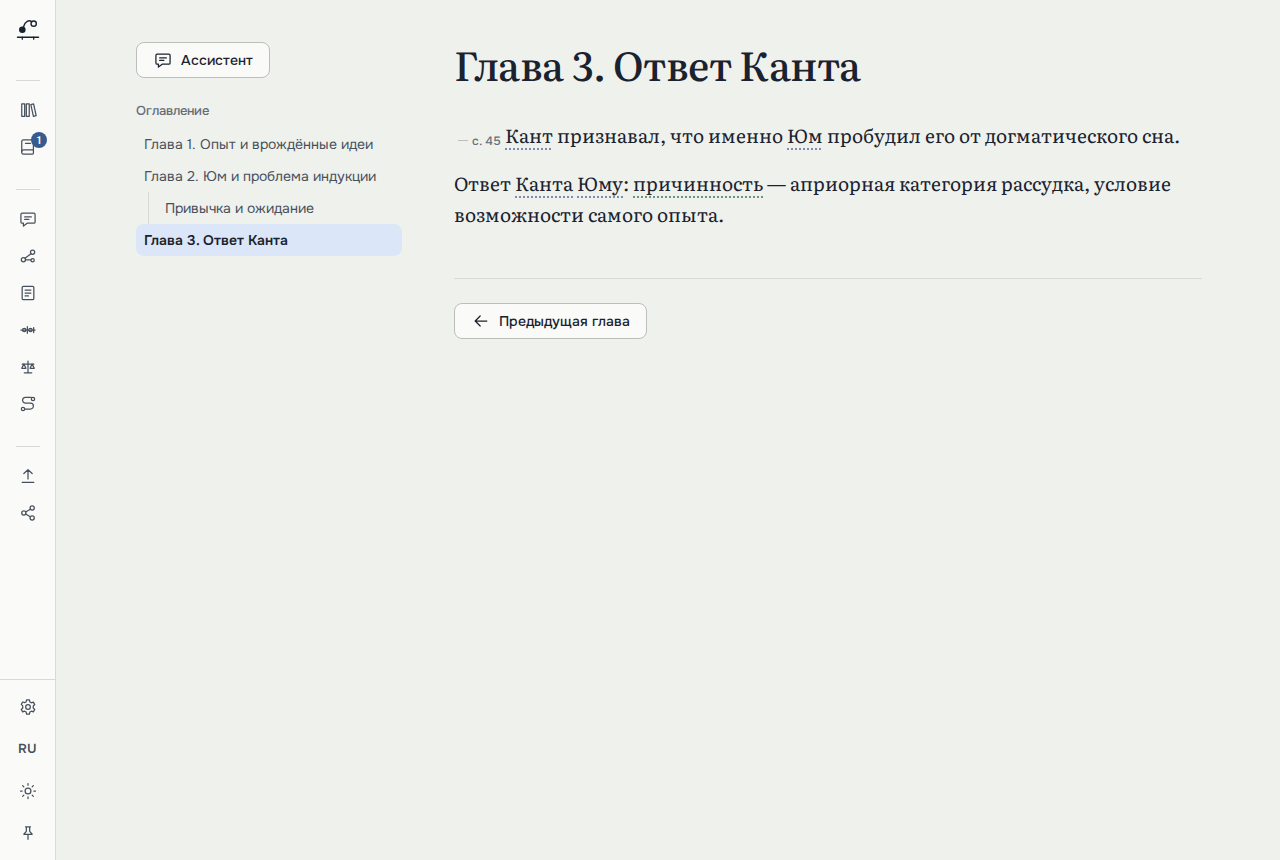 1
RU
Ассистент
Оглавление
Глава 1. Опыт и врождённые идеи
Глава 2. Юм и проблема индукции
Привычка и ожидание
Глава 3. Ответ Канта
Глава 3. Ответ Канта
— с. 45 Кант признавал, что именно Юм пробудил его от догматического сна.
Ответ Канта Юму: причинность — априорная категория рассудка, условие
возможности самого опыта.
Предыдущая глава